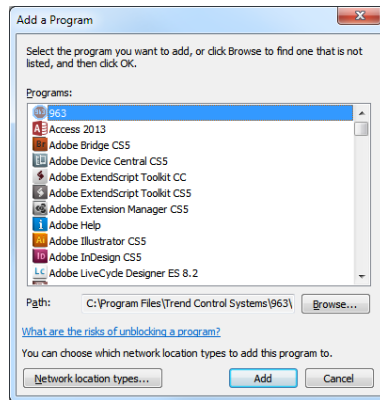 Add a Program
Select the program you want to add, or click Browse to find one that is not
listed, and then click OK.
Programs:
963
Access 2013
Adobe Bridge CS5
Adobe Device Central CS5
Adobe ExtendScript Toolkit CC
Adobe ExtendScript Toolkit CS5
Adobe Extension Manager CS5
Adobe Help
Adobe Illustrator CS5
Adobe InDesign CS5
Adobe LiveCycle Designer ES 8.2
Path: C:\Program Files\Trend Control Systems\963\ Browse...
What are the risks of unblocking a program?
You can choose which network location types to add this program to.
Network location types... Add Cancel